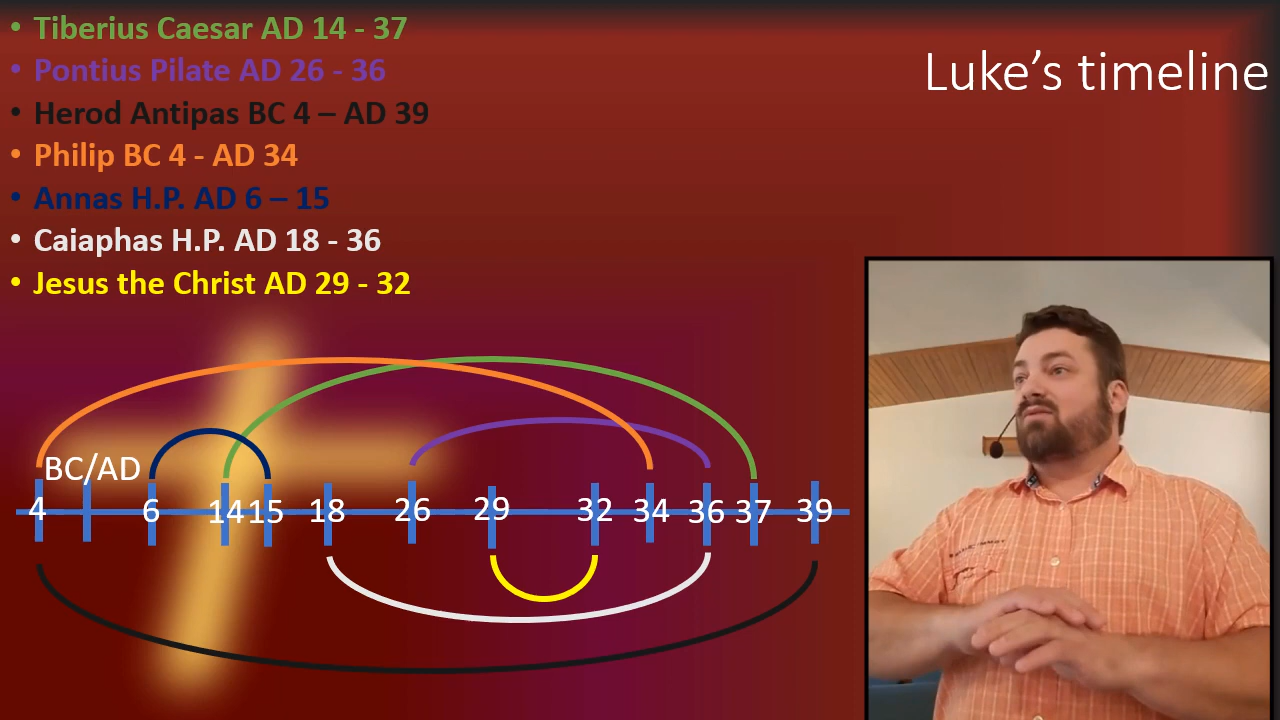 • Tiberius Caesar AD 14 - 37
• Pontius Pilate AD 26 - 36
• Herod Antipas BC 4 – AD 39
• Philip BC 4 - AD 34
• Annas H.P. AD 6 – 15
• Caiaphas H.P. AD 18 - 36
• Jesus the Christ AD 29 - 32
Luke’s timeline
BC/AD
4 6 14 15 18 26 29 32 34 36 37 39